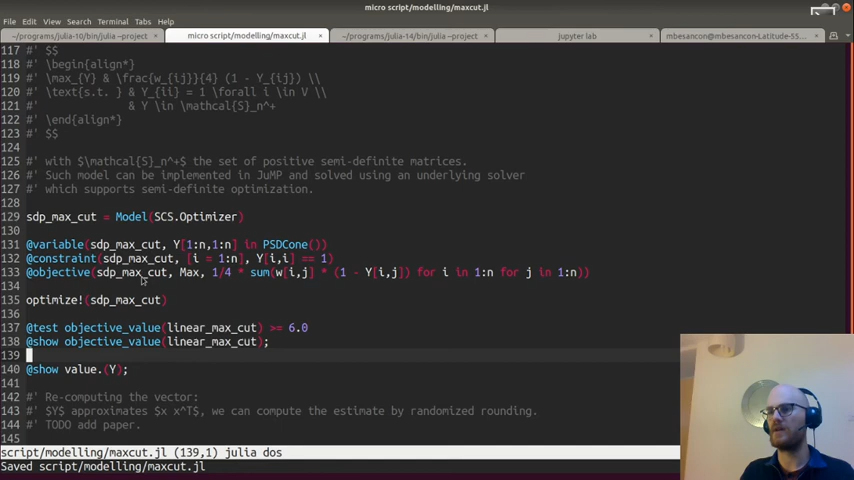 micro script/modelling/maxcut.jl
File Edit View Search Terminal Tabs Help
~/programs/julia-10/bin/julia –project × micro script/modelling/maxcut.jl × ~/programs/julia-14/bin/julia –project × jupyter lab × mbesancon@mbesancon-Latitude-55... ×
117 #' $$
118 #' \begin{align*}
119 #' \max_{Y} & \frac{w_{ij}}{4} (1 - Y_{ij}) \\
120 #' \text{s.t. } & Y_{ii} = 1 \forall i \in V \\
121 #' & Y \in \mathcal{S}_n^+
122 #' \end{align*}
123 #' $$
124
125 #' with $\mathcal{S}_n^+$ the set of positive semi-definite matrices.
126 #' Such model can be implemented in JuMP and solved using an underlying solver
127 #' which supports semi-definite optimization.
128
129 sdp_max_cut = Model(SCS.Optimizer)
130
131 @variable(sdp_max_cut, Y[1:n,1:n] in PSDCone())
132 @constraint(sdp_max_cut, [i = 1:n], Y[i,i] == 1)
133 @objective(sdp_max_cut, Max, 1/4 * sum(w[i,j] * (1 - Y[i,j]) for i in 1:n for j in 1:n))
134
135 optimize!(sdp_max_cut)
136
137 @test objective_value(linear_max_cut) >= 6.0
138 @show objective_value(linear_max_cut);
139
140 @show value.(Y);
141
142 #' Re-computing the vector:
143 #' $Y$ approximates $x x^T$, we can compute the estimate by randomized rounding.
144 #' TODO add paper.
145
script/modelling/maxcut.jl (139,1) julia dos
Saved script/modelling/maxcut.jl